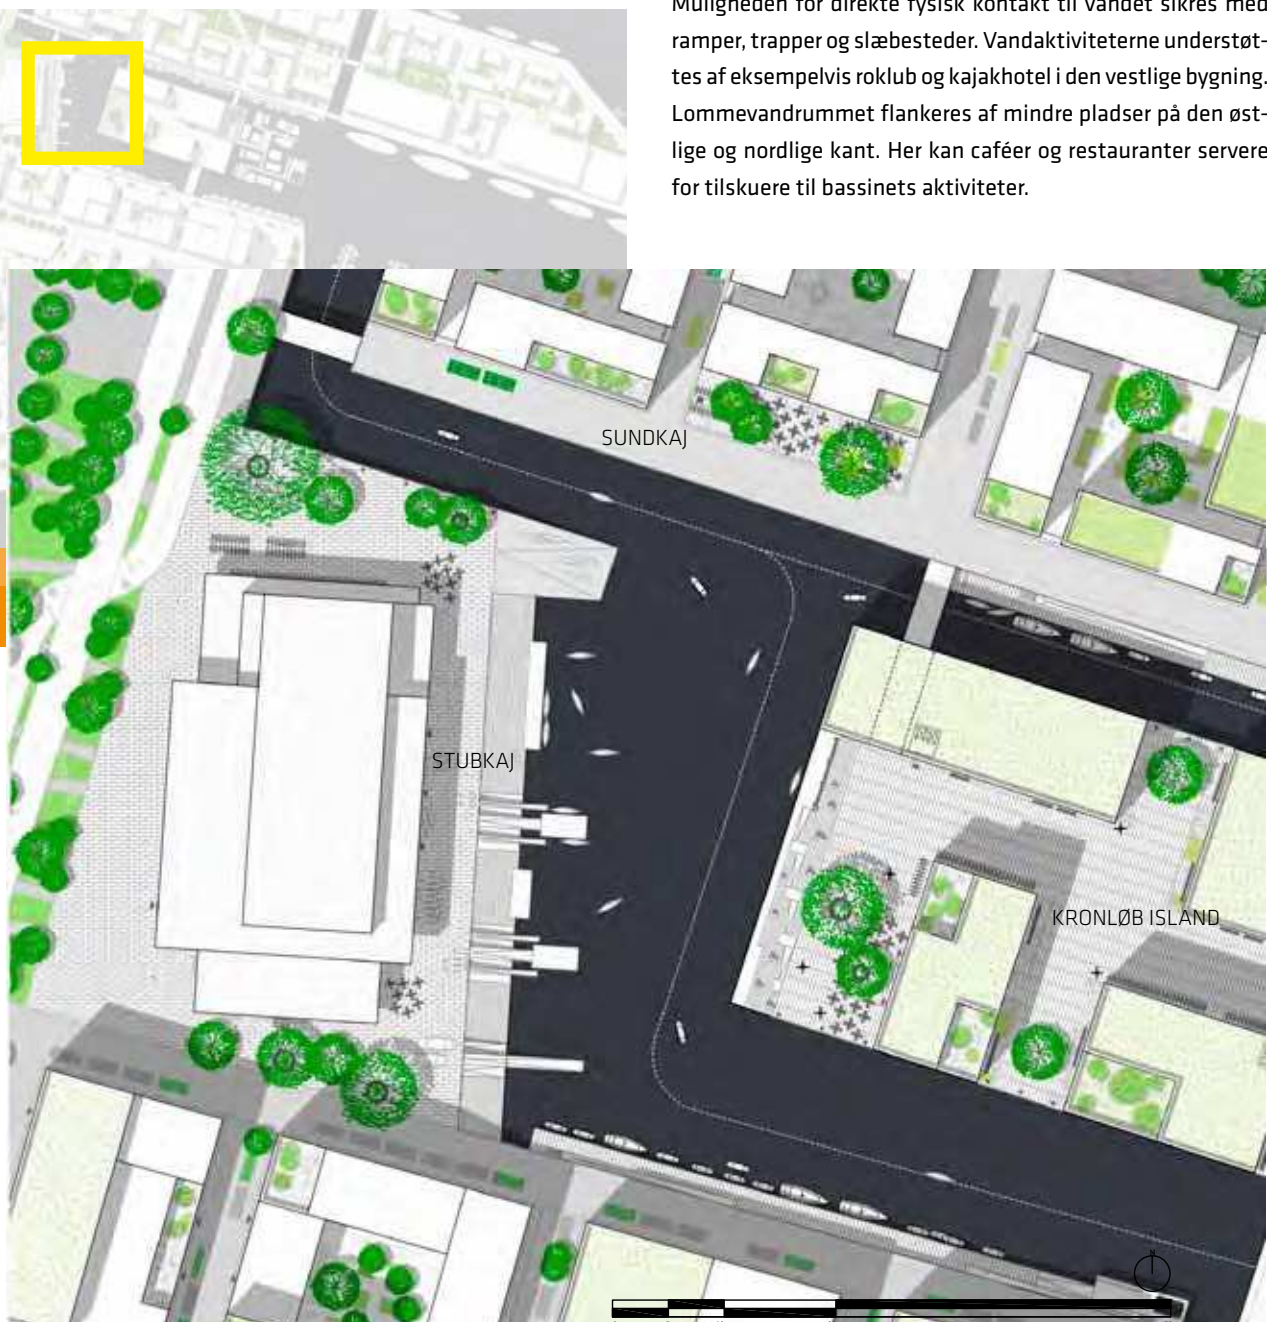 Muligheden for direkte fysisk kontakt til vandet sikres med
ramper, trapper og slæbesteder. Vandaktiviteterne understøt-
tes af eksempelvis roklub og kajakhotel i den vestlige bygning.
Lommevandrummet flankeres af mindre pladser på den øst-
lige og nordlige kant. Her kan caféer og restauranter servere
for tilskuere til bassinets aktiviteter.
SUNDKAJ
STUBKAJ
KRONLØB ISLAND
N